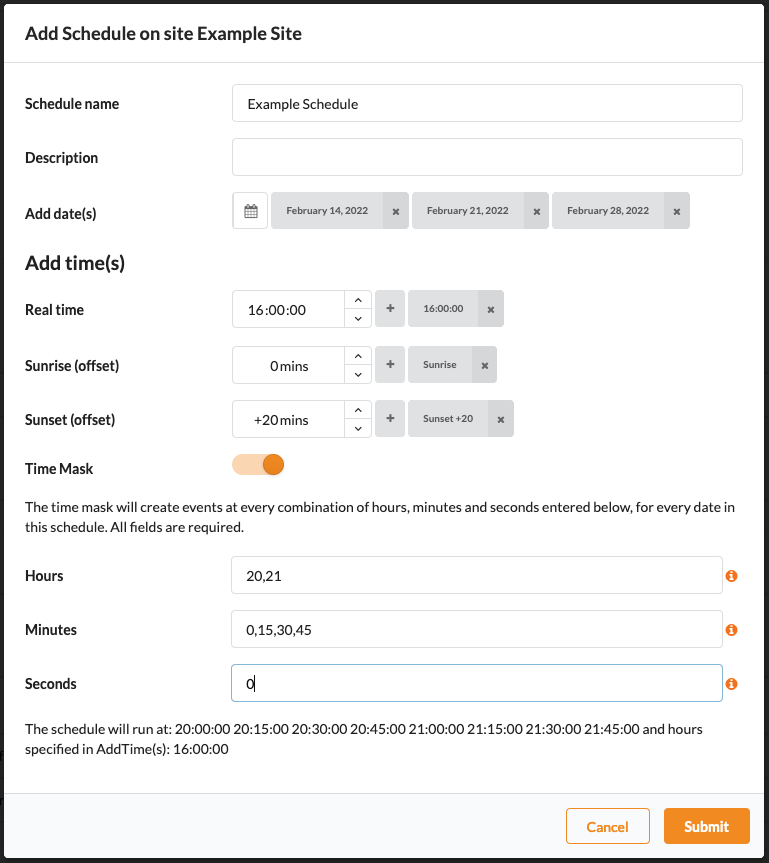 Add Schedule on site Example Site
Schedule name
Example Schedule
Description
Add date(s)
February 14, 2022 ×
February 21, 2022 ×
February 28, 2022 ×
Add time(s)
Real time
16:00:00
+
16:00:00 ×
Sunrise (offset)
0 mins
+
Sunrise ×
Sunset (offset)
+20 mins
+
Sunset +20 ×
Time Mask
The time mask will create events at every combination of hours, minutes and seconds entered below, for every date in
this schedule. All fields are required.
Hours
20,21
Minutes
0,15,30,45
Seconds
0
The schedule will run at: 20:00:00 20:15:00 20:30:00 20:45:00 21:00:00 21:15:00 21:30:00 21:45:00 and hours
specified in AddTime(s): 16:00:00
Cancel
Submit